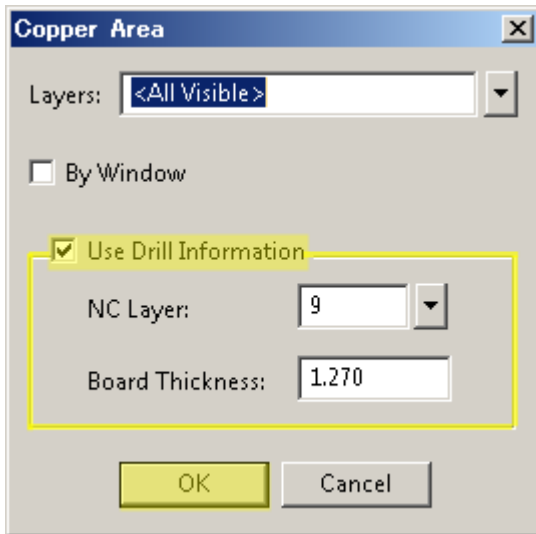 Copper Area
Layers: <All Visible>
By Window
Use Drill Information
NC Layer: 9
Board Thickness: 1.270
OK Cancel